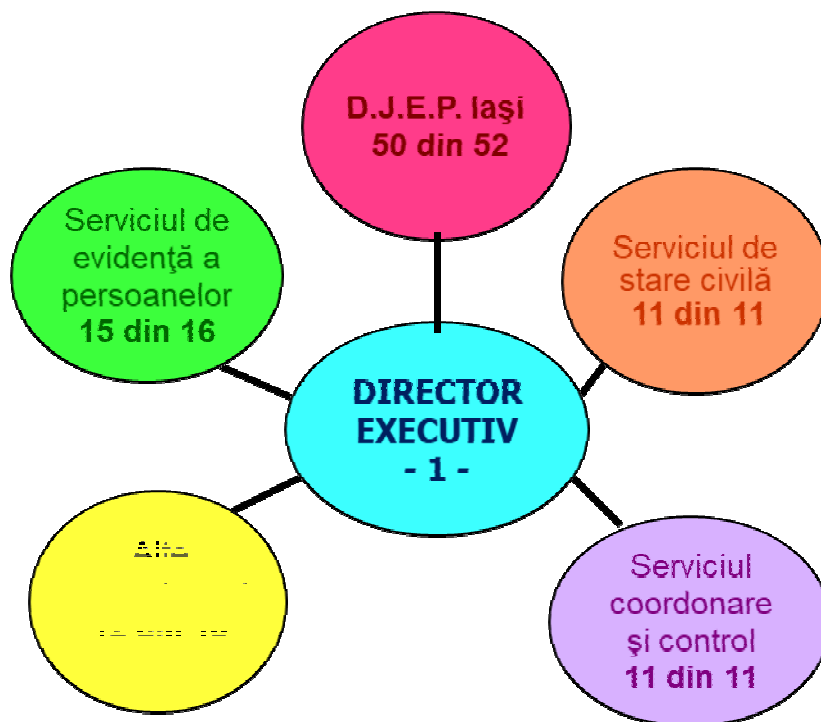 D.J.E.P. Iaşi
50 din 52
Serviciul de
evidenţă a
persoanelor
15 din 16
Serviciul de
stare civilă
11 din 11
DIRECTOR
EXECUTIV
- 1 -
Alte
Serviciul
coordonare
şi control
11 din 11